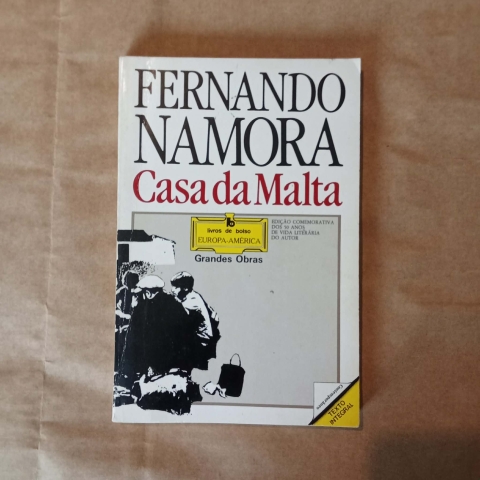 FERNANDO
NAMORA
Casa da Malta
livros de bolso
EUROPA-AMÉRICA
Grandes Obras
EDIÇÃO COMEMORATIVA
DOS 50 ANOS
DE VIDA LITERÁRIA
DO AUTOR
TEXTO
INTEGRAL